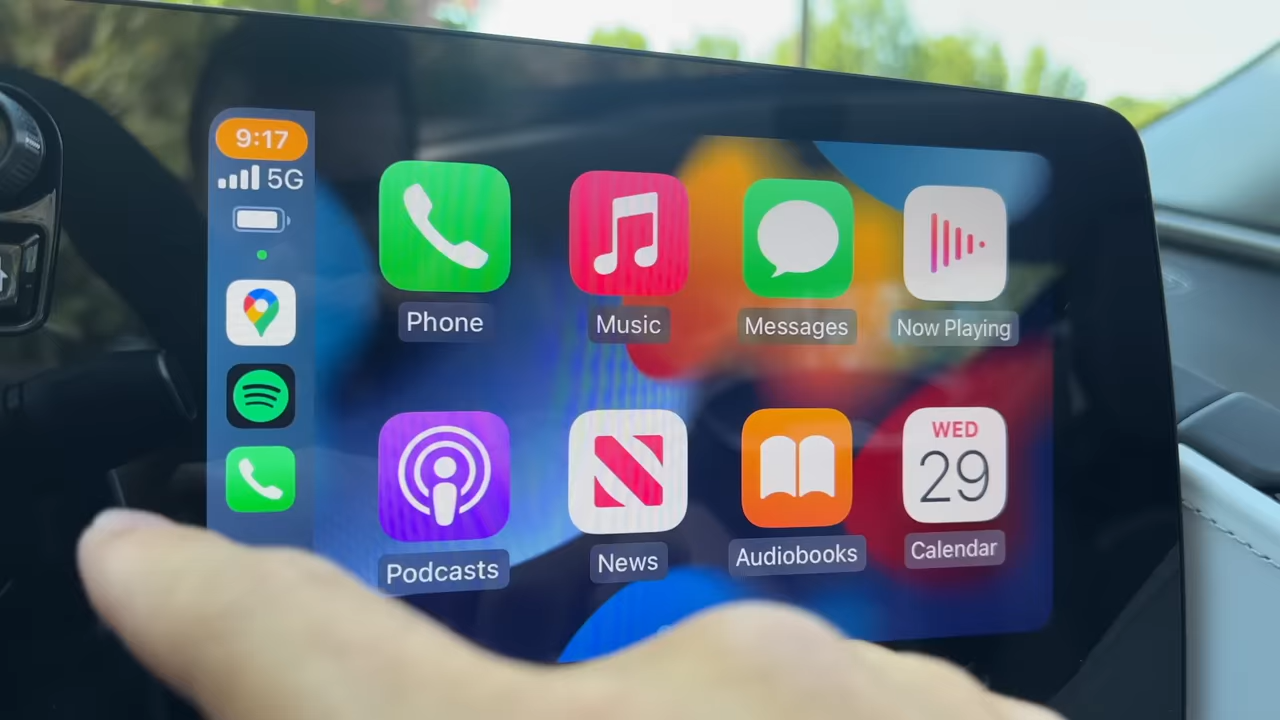 9:17
5G
Phone
Music
Messages
Now Playing
WED
29
Podcasts
News
Audiobooks
Calendar